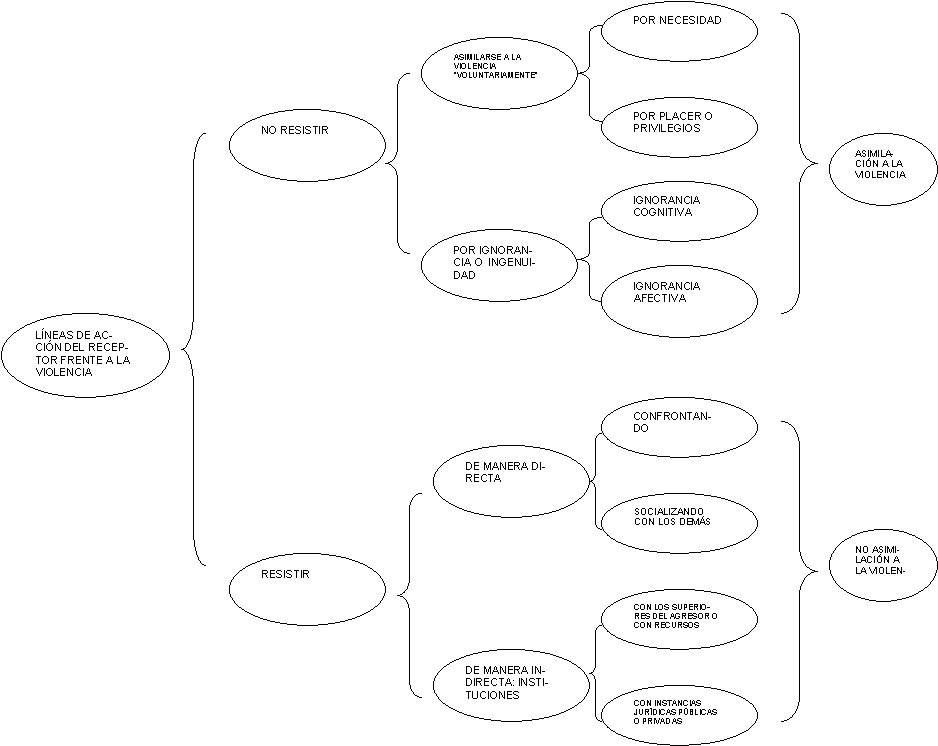 LÍNEAS DE AC-
CIÓN DEL RECEP-
TOR FRENTE A LA
VIOLENCIA
NO RESISTIR
ASIMILARSE A LA
VIOLENCIA
"VOLUNTARIAMENTE"
POR NECESIDAD
POR PLACER O
PRIVILEGIOS
POR IGNORAN-
CIA O INGENUI-
DAD
IGNORANCIA
COGNITIVA
IGNORANCIA
AFECTIVA
ASIMILA-
CIÓN A LA
VIOLENCIA
RESISTIR
DE MANERA DI-
RECTA
CONFRONTAN-
DO
SOCIALIZANDO
CON LOS DEMÁS
DE MANERA IN-
DIRECTA: INSTI-
TUCIONES
CON LOS SUPERIO-
RES DEL AGRESOR O
CON RECURSOS
CON INSTANCIAS
JURÍDICAS PÚBLICAS
O PRIVADAS
NO ASIMI-
LACIÓN A
LA VIOLEN-